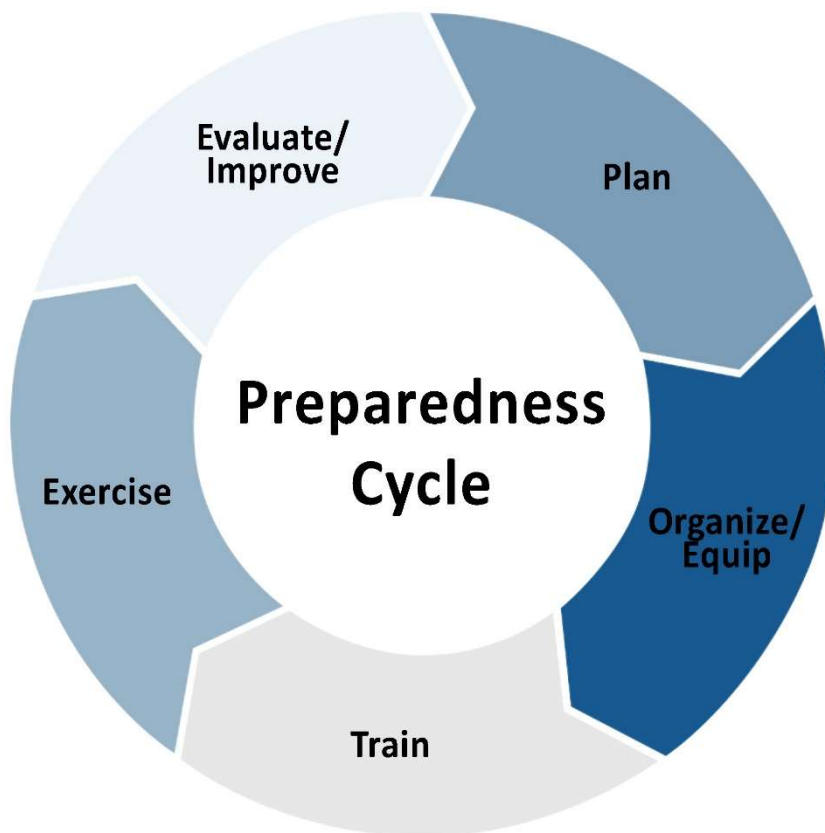 Preparedness
Cycle
Plan
Organize/
Equip
Train
Exercise
Evaluate/
Improve